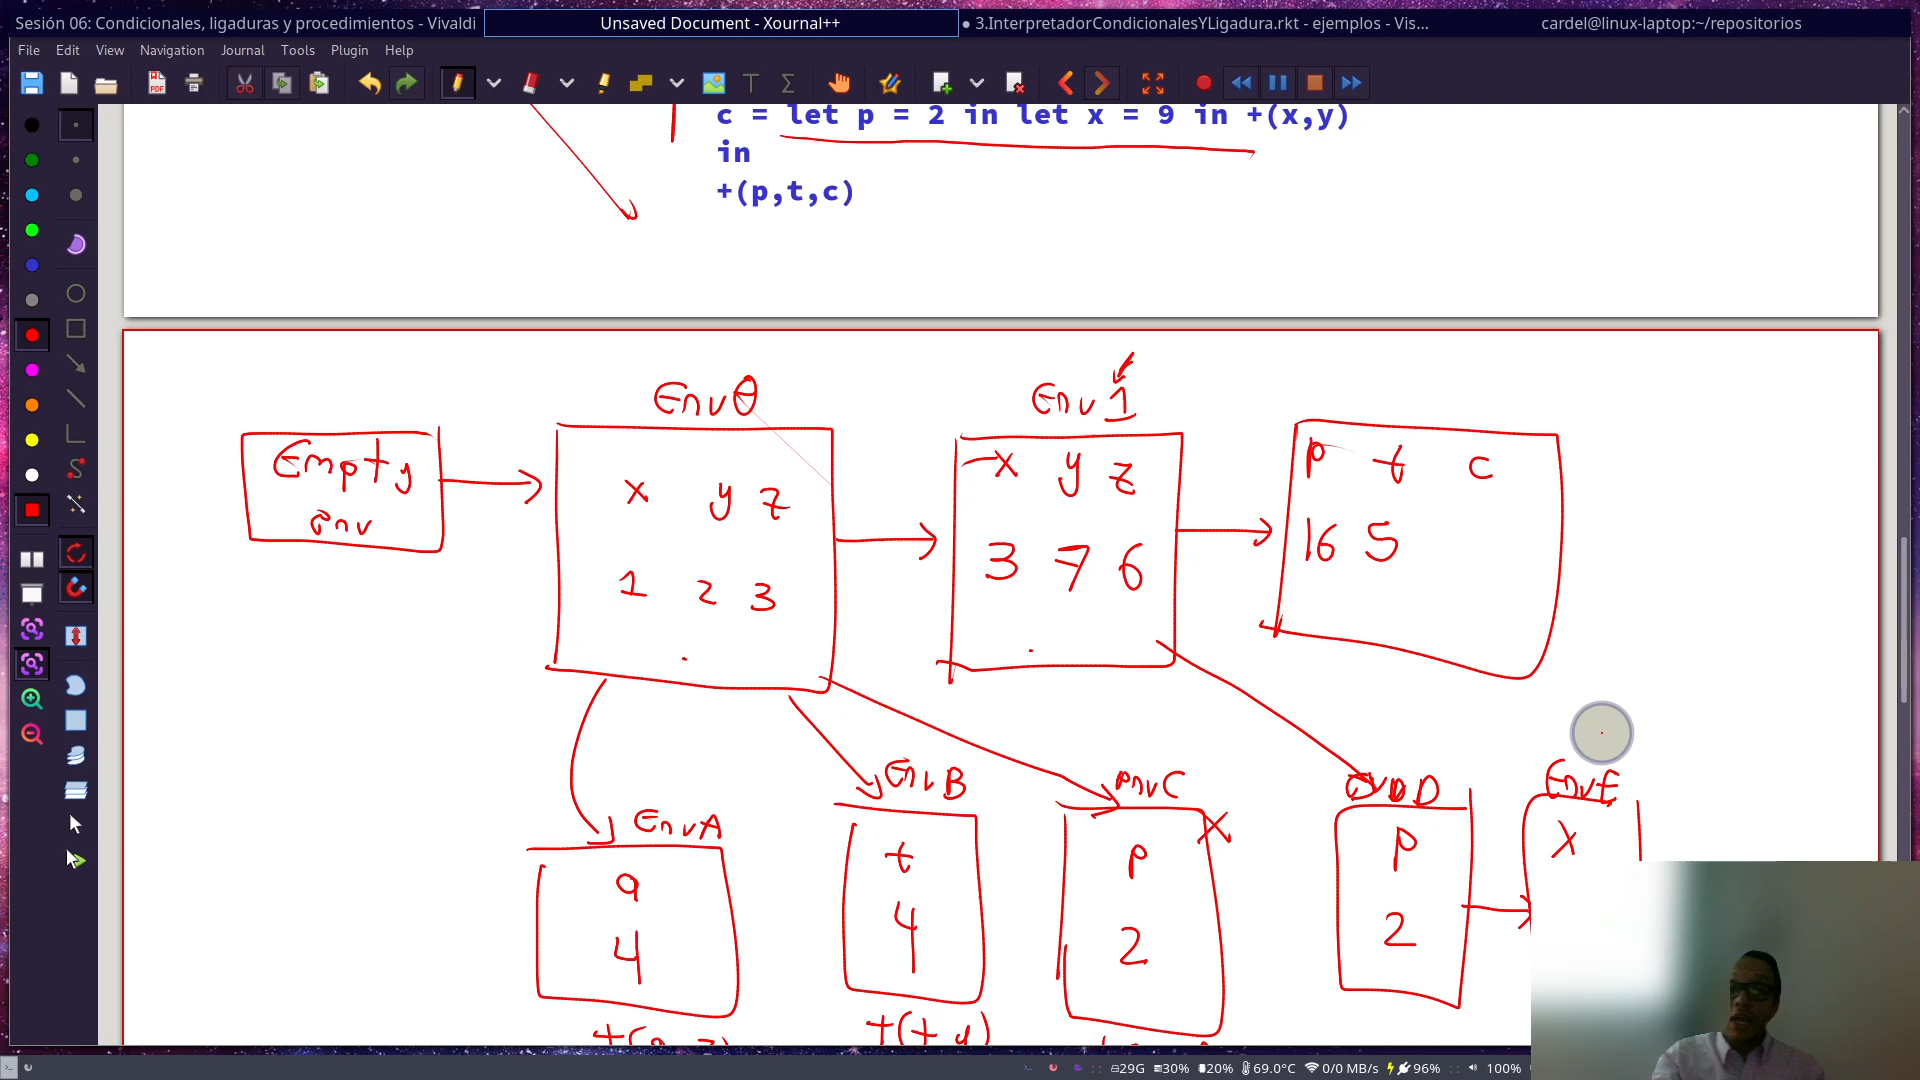 Sesión 06: Condicionales, ligaduras y procedimientos - Vivaldi
Unsaved Document - Xournal++
● 3.InterpretadorCondicionalesYLigadura.rkt - ejemplos - Vis...
cardel@linux-laptop:~/repositorios
File Edit View Navigation Journal Tools Plugin Help
c = let p = 2 in let x = 9 in +(x,y)
in
+(p,t,c)
Env0
Env 1
Empty
env
x y z
1 2 3
x y z
3 7 6
p t c
16 5
EnvA
a
4
EnvB
t
4
+(t y)
envC
p
2
X
D
p
2
EnvE
x
29G 30% 20% 69.0°C 0/0 MB/s 96% 100%